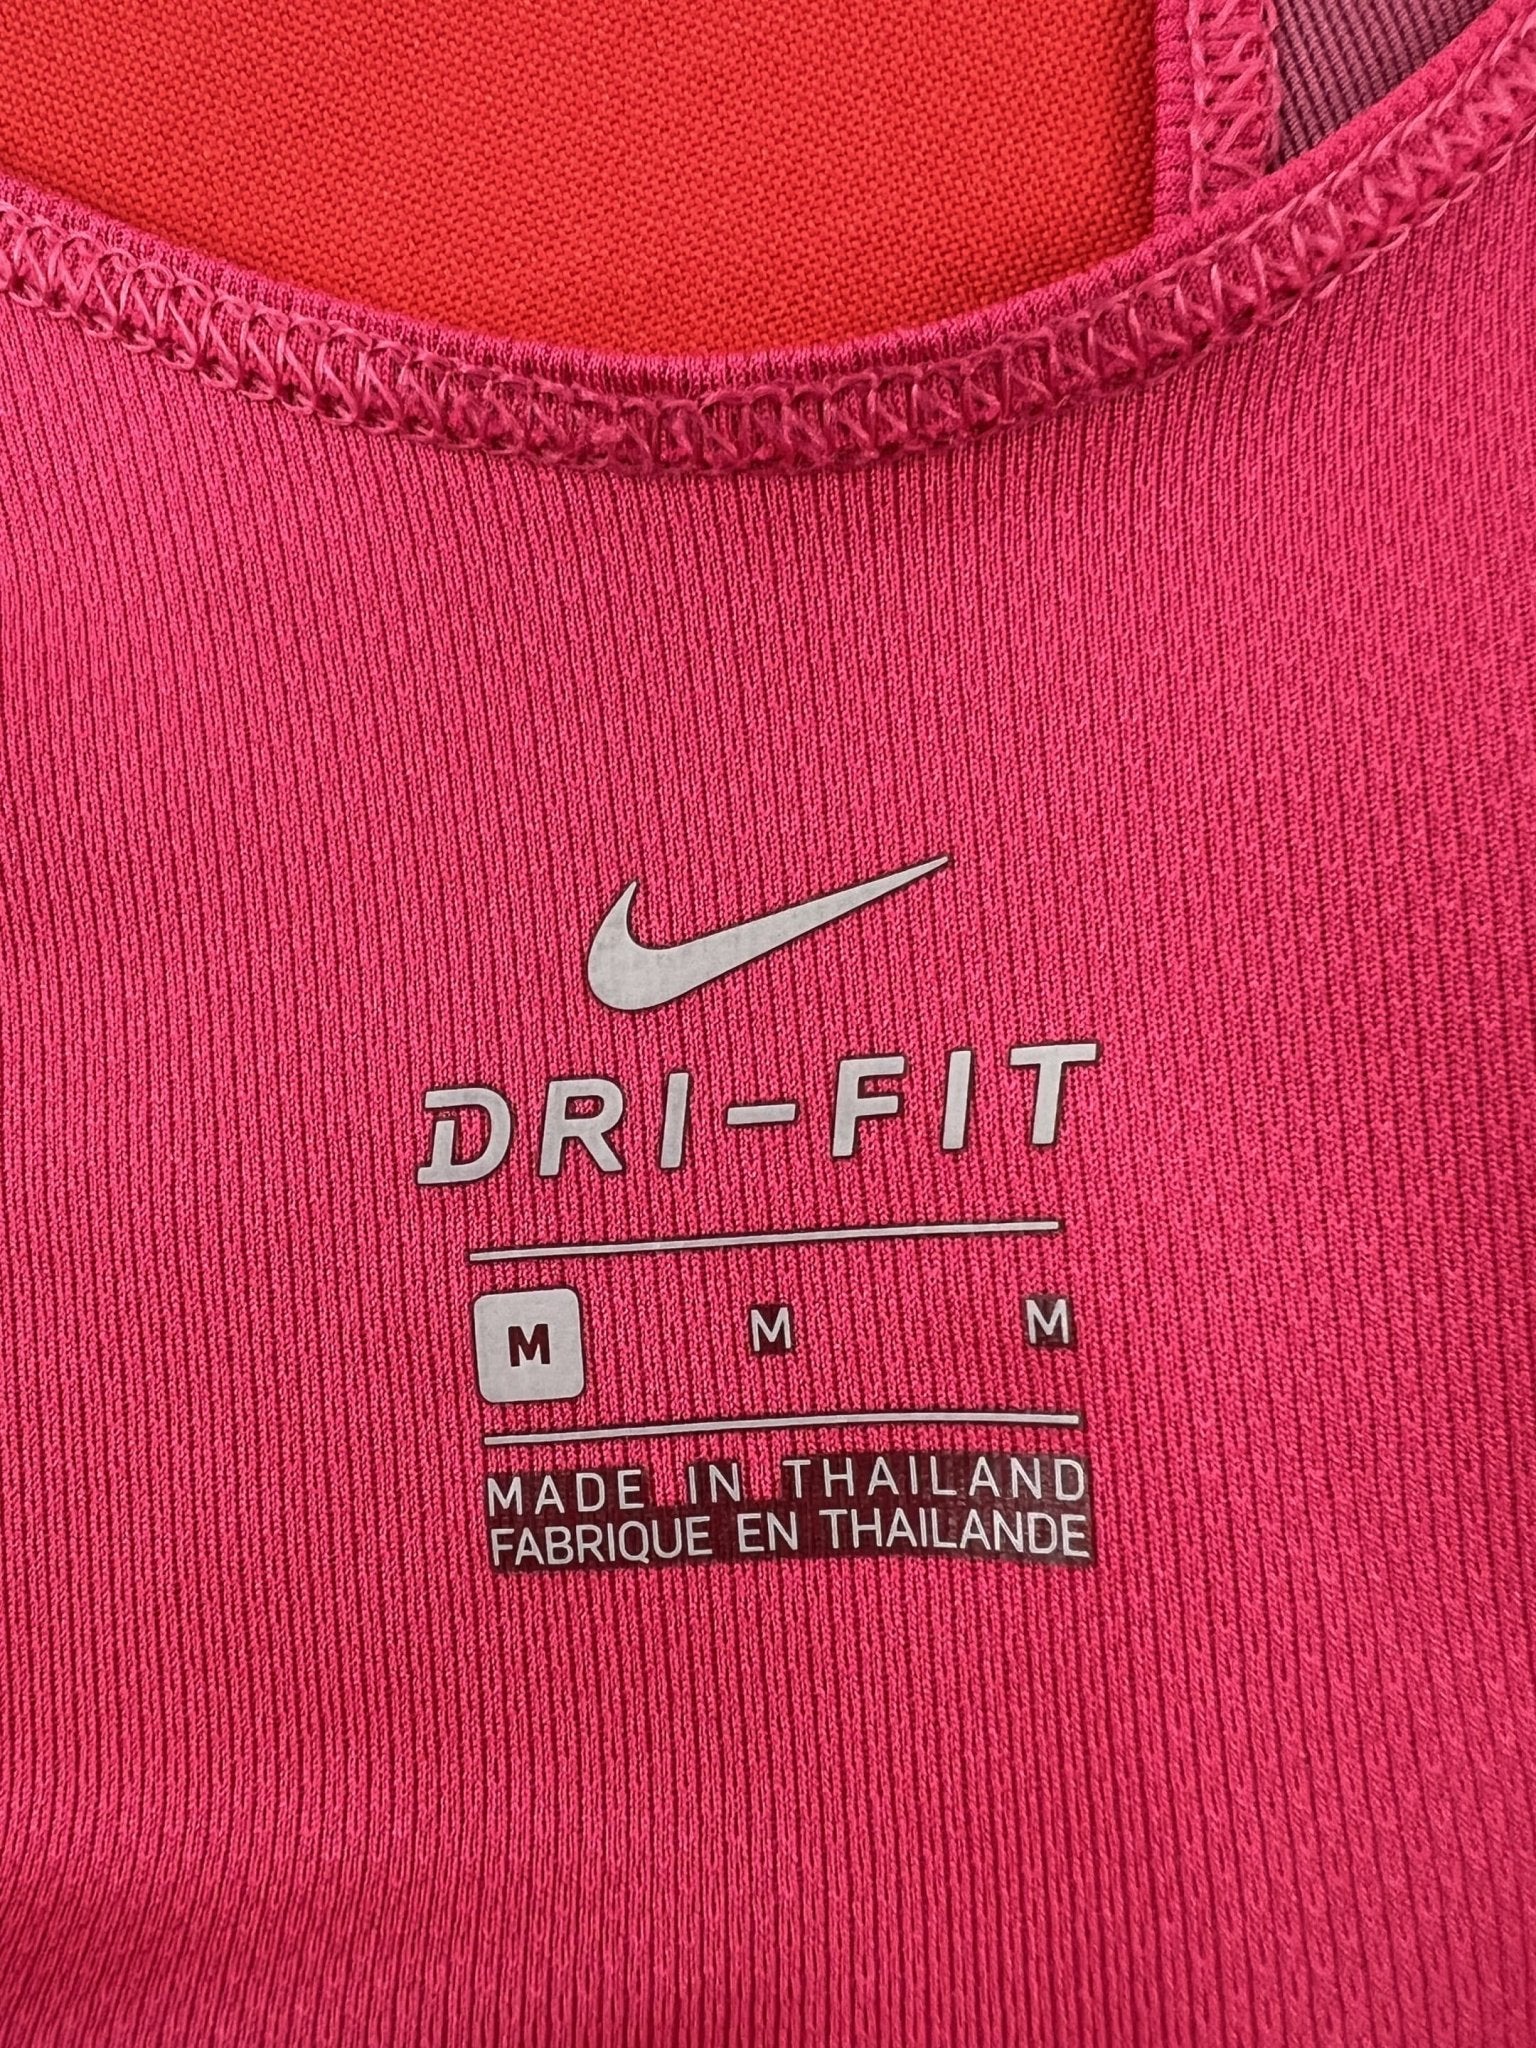 DRI-FIT
M M M
MADE IN THAILAND
FABRIQUE EN THAILANDE